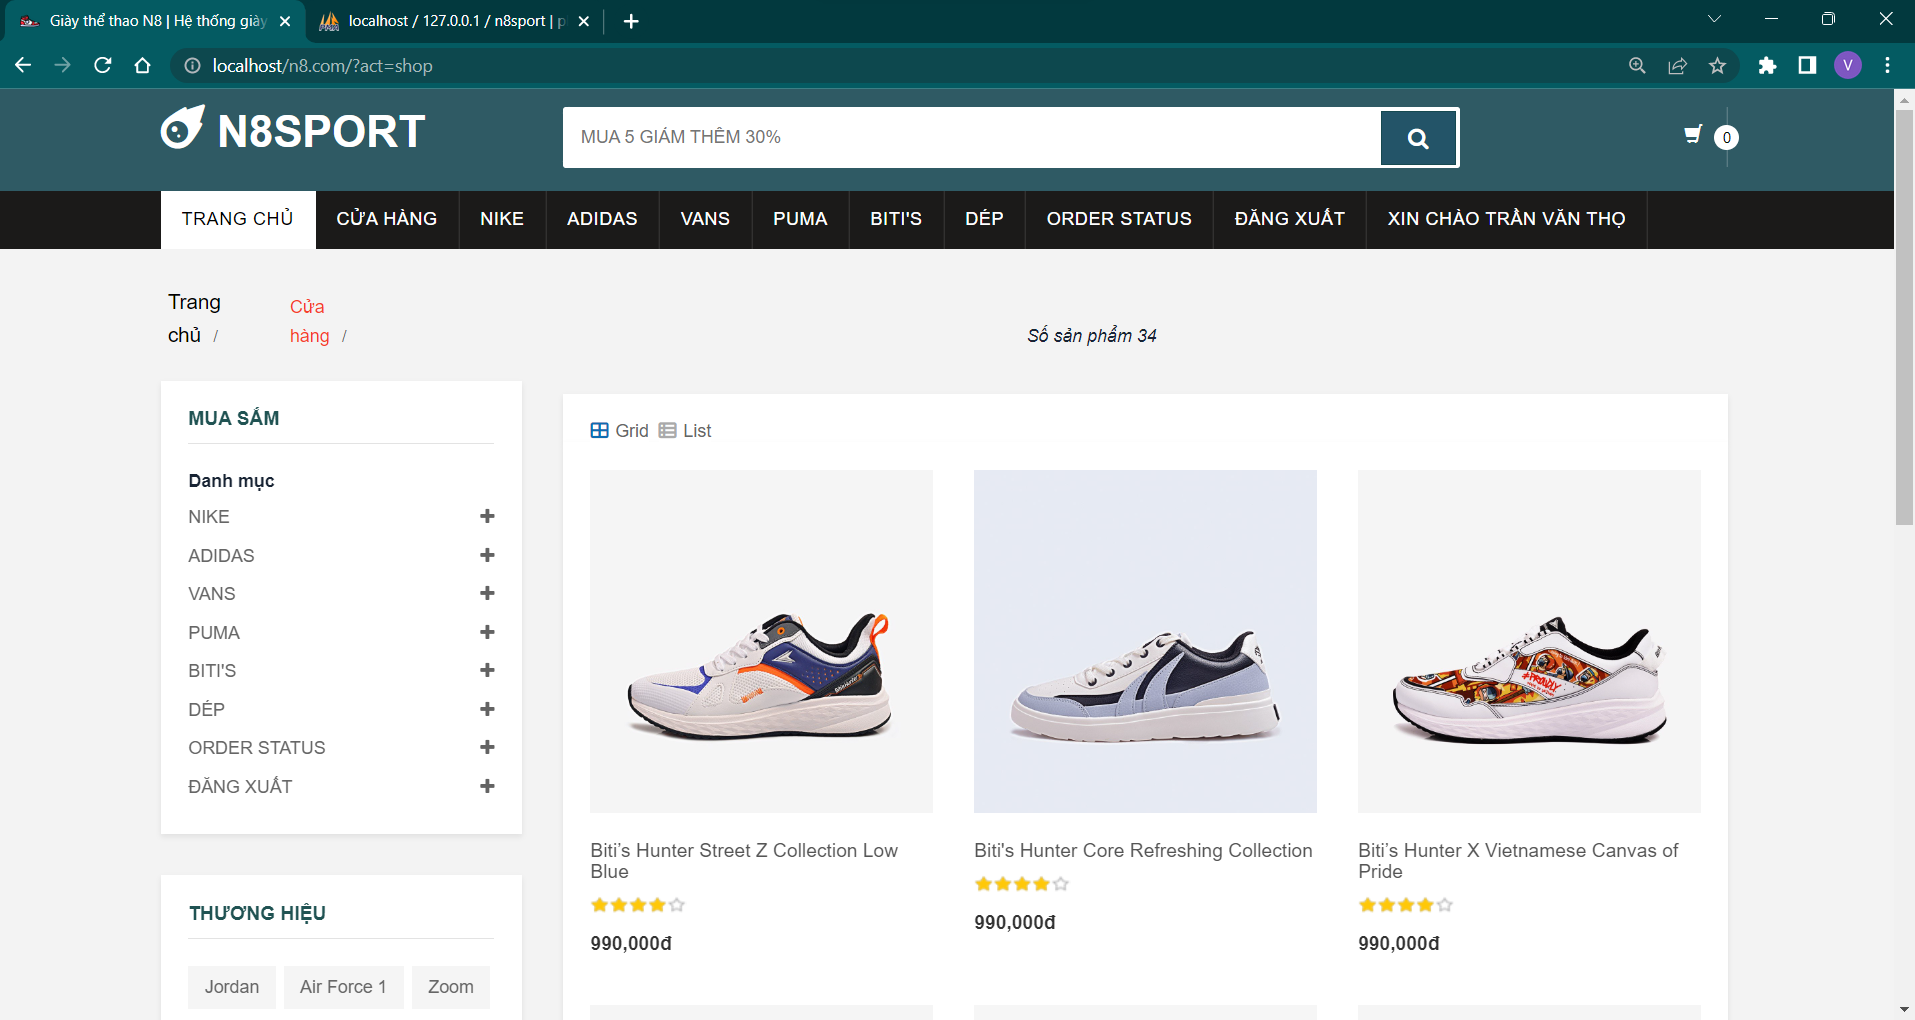 Giày thể thao N8 | Hệ thống giày
localhost / 127.0.0.1 / n8sport | p
localhost/n8.com/?act=shop
V
N8SPORT
MUA 5 GIÁM THÊM 30%
0
TRANG CHỦ
CỬA HÀNG
NIKE
ADIDAS
VANS
PUMA
BITI'S
DÉP
ORDER STATUS
ĐĂNG XUẤT
XIN CHÀO TRẦN VĂN THỌ
Trang
chủ /
Cửa
hàng /
Số sản phẩm 34
MUA SẮM
Danh mục
NIKE
ADIDAS
VANS
PUMA
BITI'S
DÉP
ORDER STATUS
ĐĂNG XUẤT
THƯƠNG HIỆU
Jordan
Air Force 1
Zoom
Grid
List
#PROUDLY
Biti’s Hunter Street Z Collection Low
Blue
990,000đ
Biti's Hunter Core Refreshing Collection
990,000đ
Biti’s Hunter X Vietnamese Canvas of
Pride
990,000đ